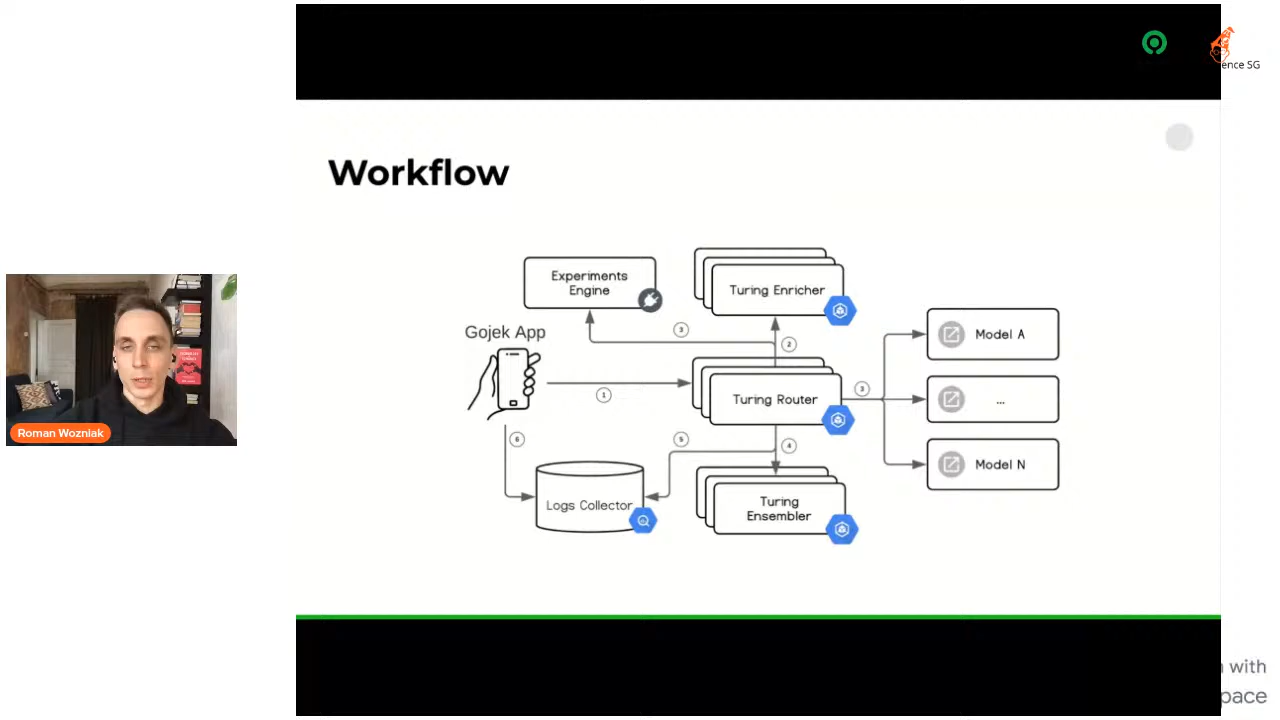 ence SG
Workflow
Experiments
Engine
Turing Enricher
3
2
Gojek App
Model A
1
Turing Router
3
...
6
5
4
Model N
Logs Collector
Turing
Ensembler
Roman Wozniak
with
pace